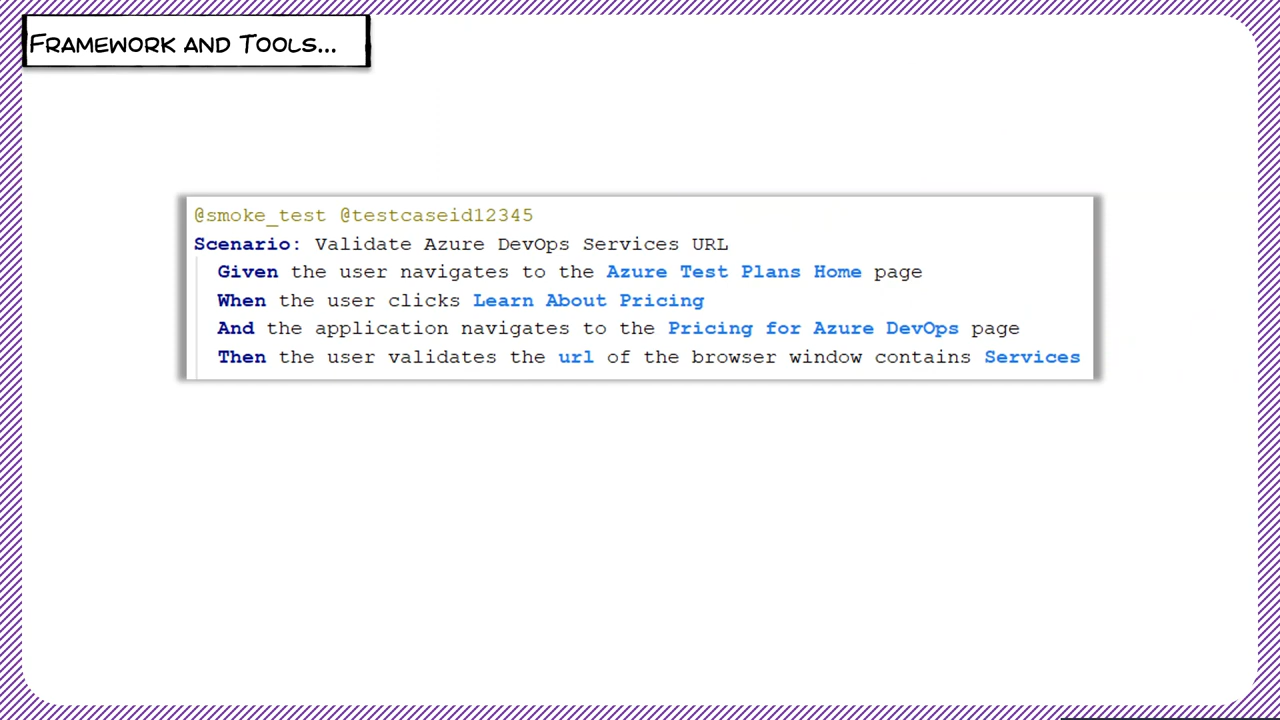 Framework and Tools...
@smoke_test @testcaseid12345
Scenario: Validate Azure DevOps Services URL
Given the user navigates to the Azure Test Plans Home page
When the user clicks Learn About Pricing
And the application navigates to the Pricing for Azure DevOps page
Then the user validates the url of the browser window contains Services